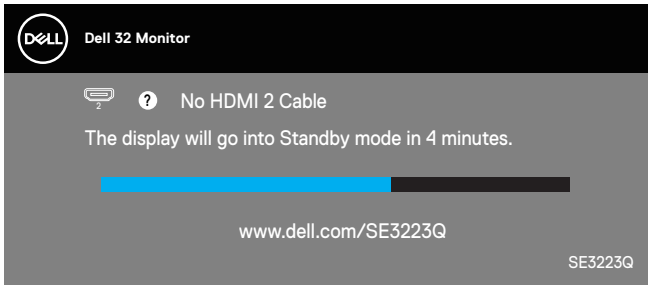 DELL
Dell 32 Monitor
2
? No HDMI 2 Cable
The display will go into Standby mode in 4 minutes.
www.dell.com/SE3223Q
SE3223Q